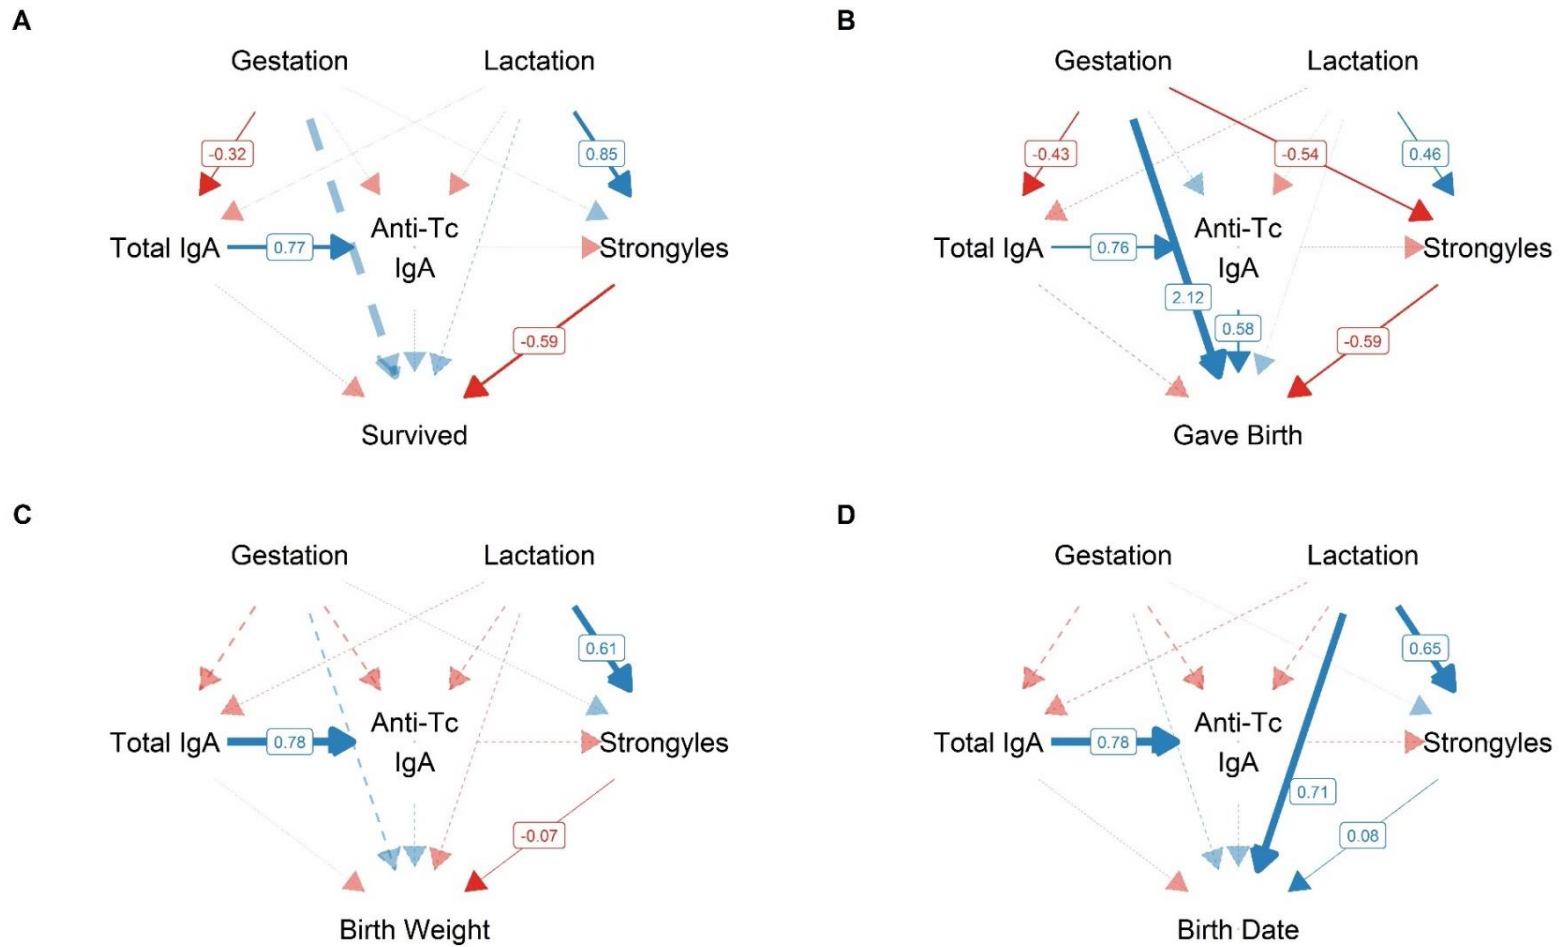 A
Gestation Lactation
-0.32
0.85
Total IgA
0.77
Anti-Tc
IgA
Strongyles
-0.59
Survived
B
Gestation Lactation
-0.43
-0.54
0.46
Total IgA
0.76
Anti-Tc
IgA
Strongyles
2.12
0.58
-0.59
Gave Birth
C
Gestation Lactation
0.61
Total IgA
0.78
Anti-Tc
IgA
Strongyles
-0.07
Birth Weight
D
Gestation Lactation
0.65
Total IgA
0.78
Anti-Tc
IgA
Strongyles
0.71
0.08
Birth Date